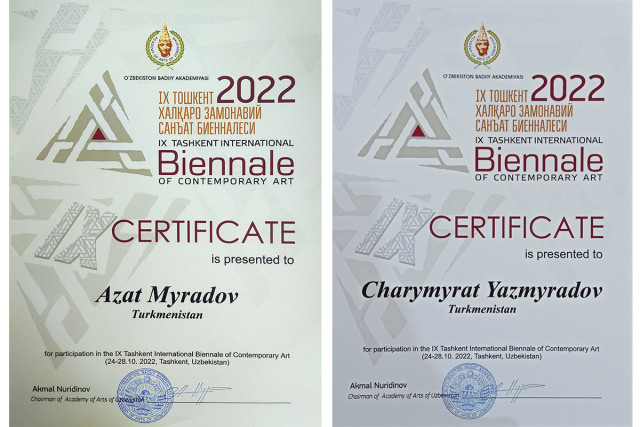 O'ZBEKISTON BADIIY AKADEMIYASI
IX ТОШКЕНТ 2022
ХАЛҚАРО ЗАМОНАВИЙ
САНЪАТ БИЕННАЛЕСИ
IX TASHKENT INTERNATIONAL
Biennale
OF CONTEMPORARY ART
IX CERTIFICATE
is presented to
Azat Myradov
Turkmenistan
for participation in the IX Tashkent International Biennale of Contemporary Art
(24-28.10. 2022, Tashkent, Uzbekistan)
Akmal Nuridinov
Chairman of Academy of Arts of Uzbekistan
O'ZBEKISTON BADIIY AKADEMIYASI
IX ТОШКЕНТ 2022
ХАЛҚАРО ЗАМОНАВИЙ
САНЪАТ БИЕННАЛЕСИ
IX TASHKENT INTERNATIONAL
Biennale
OF CONTEMPORARY ART
IX CERTIFICATE
is presented to
Charymyrat Yazmyradov
Turkmenistan
for participation in the IX Tashkent International Biennale of Contemporary Art
(24-28.10. 2022, Tashkent, Uzbekistan)
Akmal Nuridinov
Chairman of Academy of Arts of Uzbekistan